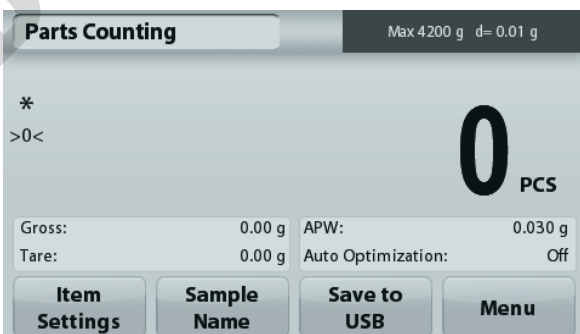 Parts Counting
Max 4200 g d= 0.01 g
*
>0<
0 PCS
Gross: 0.00 g APW: 0.030 g
Tare: 0.00 g Auto Optimization: Off
Item Settings
Sample Name
Save to USB
Menu